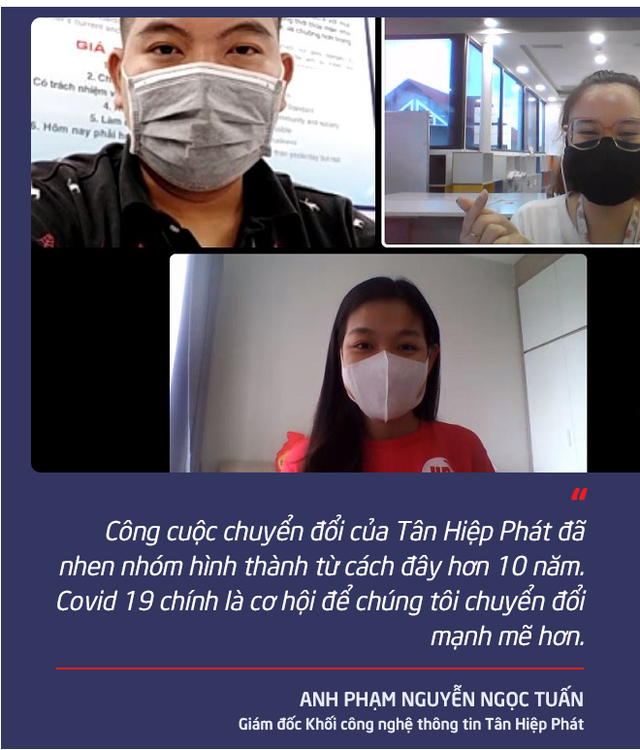 GIÁ
2. Ch
Có trách nhiệm v
4.
5. Làm
6. Hôm nay phải h
“
Công cuộc chuyển đổi của Tân Hiệp Phát đã
nhen nhóm hình thành từ cách đây hơn 10 năm.
Covid 19 chính là cơ hội để chúng tôi chuyển đổi
mạnh mẽ hơn.
ANH PHẠM NGUYỄN NGỌC TUẤN
Giám đốc Khối công nghệ thông tin Tân Hiệp Phát